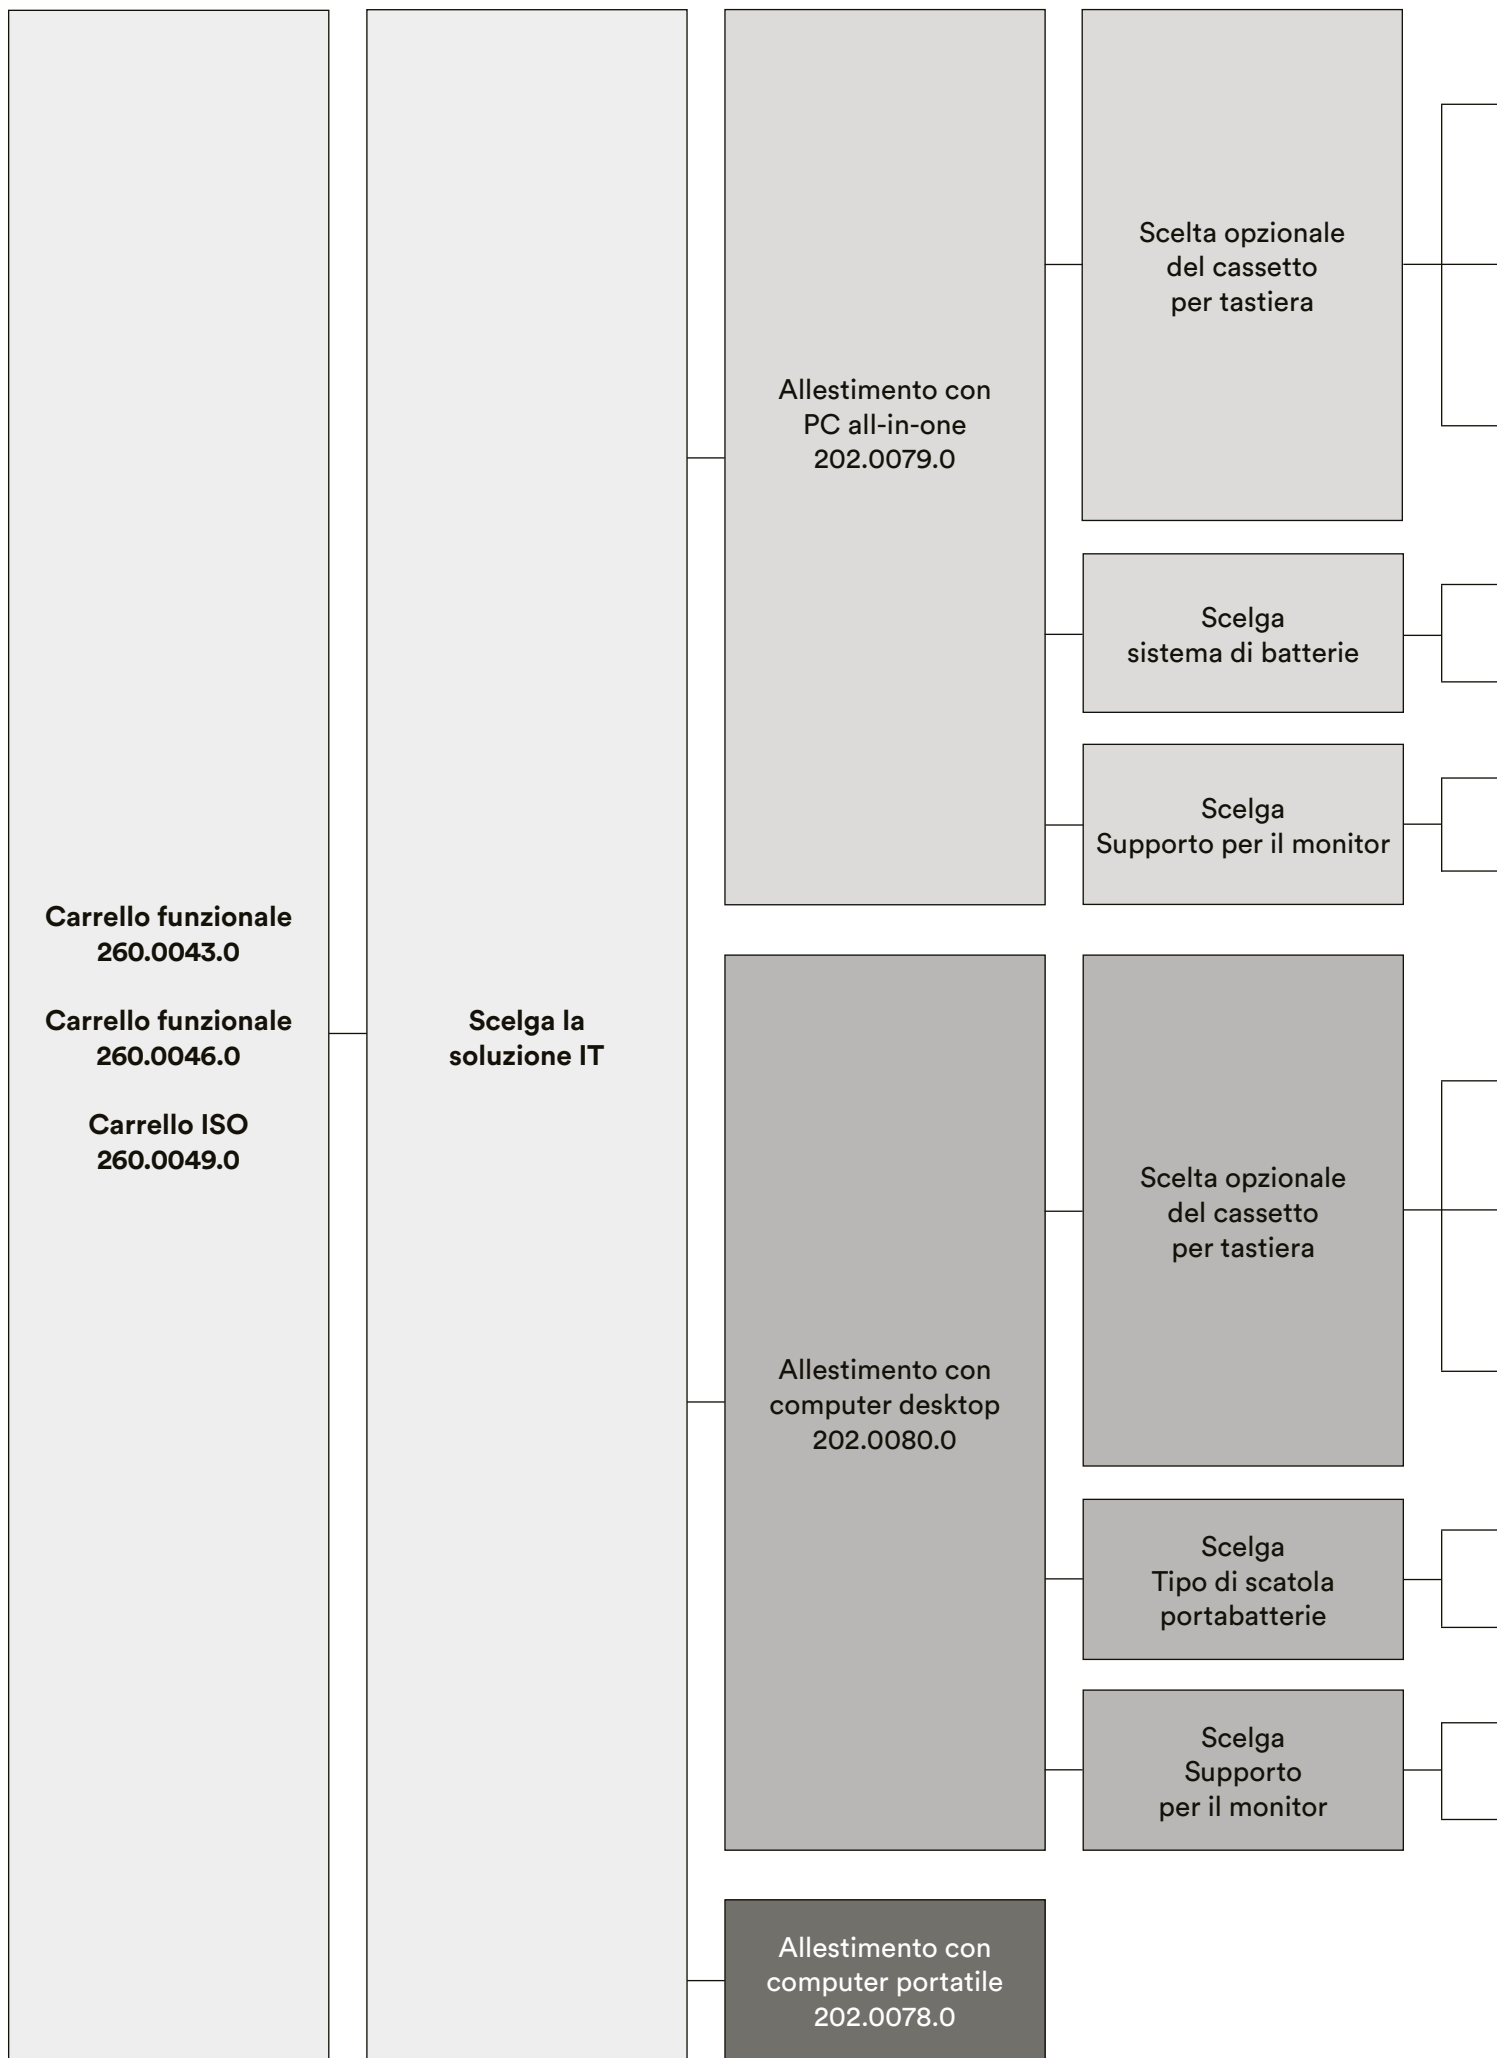 Carrello funzionale
260.0043.0
Carrello funzionale
260.0046.0
Carrello ISO
260.0049.0
Scelga la
soluzione IT
Allestimento con
PC all-in-one
202.0079.0
Scelta opzionale
del cassetto
per tastiera
Scelga
sistema di batterie
Scelga
Supporto per il monitor
Allestimento con
computer desktop
202.0080.0
Scelta opzionale
del cassetto
per tastiera
Scelga
Tipo di scatola
portabatterie
Scelga
Supporto
per il monitor
Allestimento con
computer portatile
202.0078.0